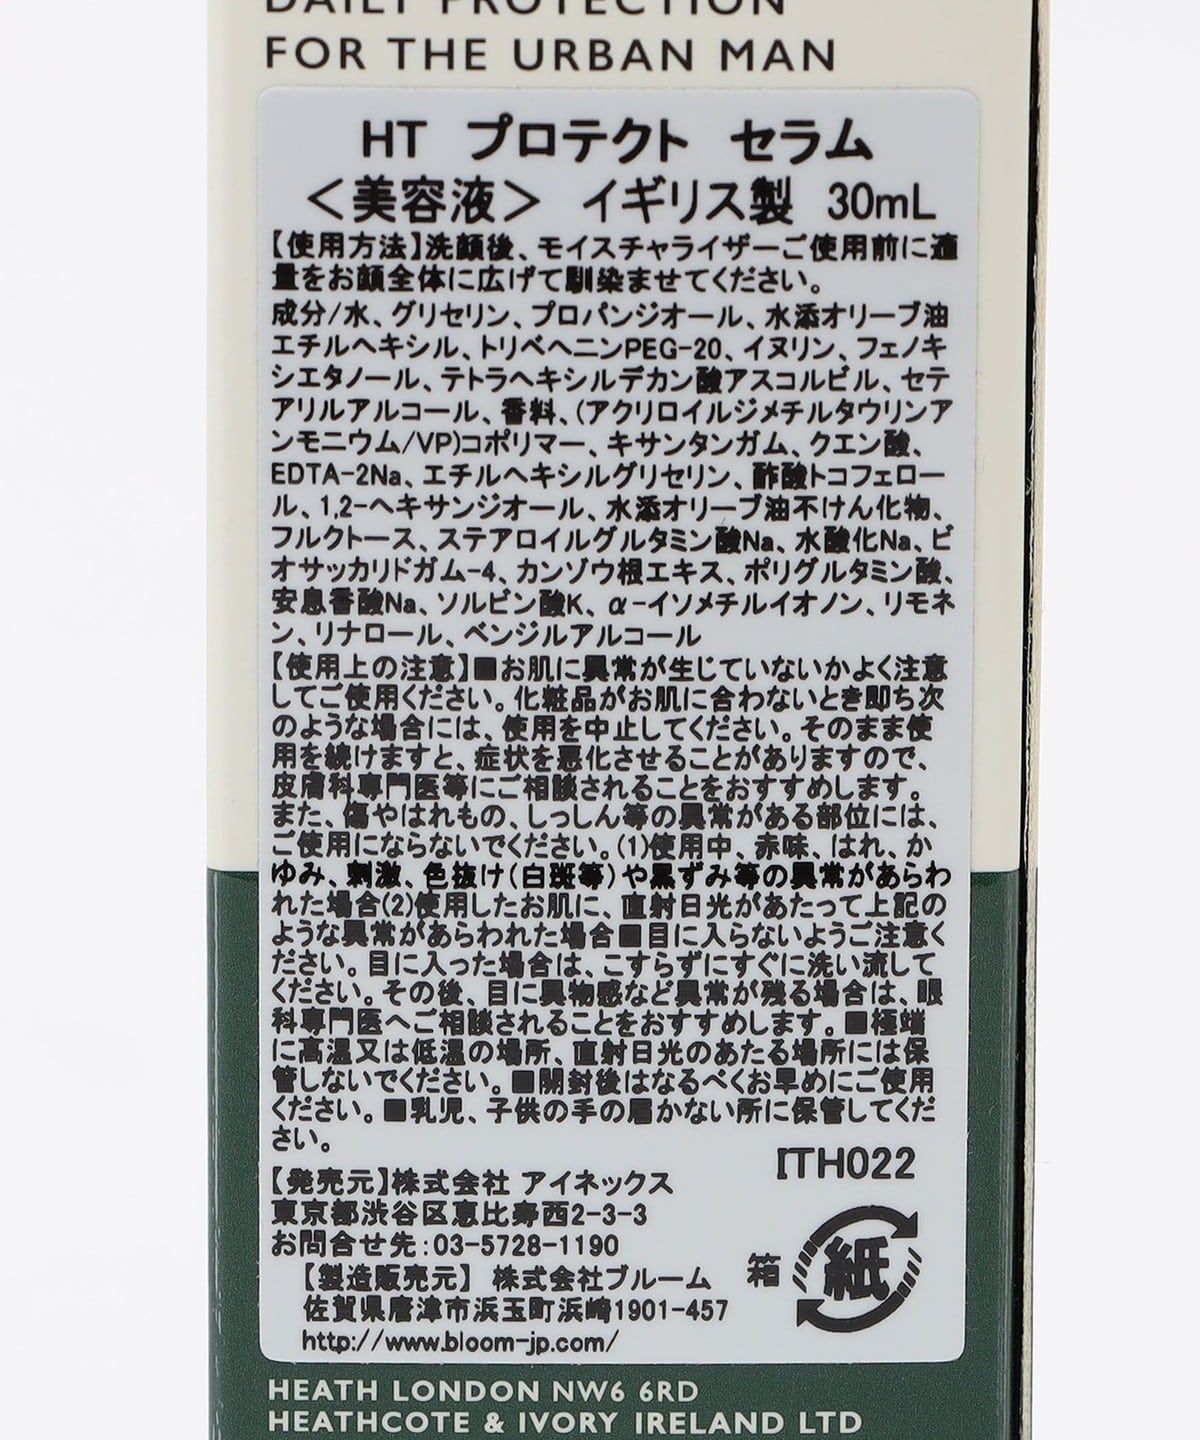 DAILY PROTECTION
FOR THE URBAN MAN
HT プロテクト セラム
＜美容液＞ イギリス製 30mL
【使用方法】洗顔後、モイスチャライザーご使用前に適
量をお顔全体に広げて馴染ませてください。
成分/水、グリセリン、プロパンジオール、水添オリーブ油
エチルヘキシル、トリベヘニンPEG-20、イヌリン、フェノキ
シエタノール、テトラヘキシルデカン酸アスコルビル、セテ
アリルアルコール、香料、(アクリロイルジメチルタウリンア
ンモニウム/VP)コポリマー、キサンタンガム、クエン酸、
EDTA-2Na、エチルヘキシルグリセリン、酢酸トコフェロー
ル、1,2-ヘキサンジオール、水添オリーブ油不けん化物、
フルクトース、ステアロイルグルタミン酸Na、水酸化Na、ビ
オサッカリドガム-4、カンゾウ根エキス、ポリグルタミン酸、
安息香酸Na、ソルビン酸K、α-イソメチルイオノン、リモネ
ン、リナロール、ベンジルアルコール
【使用上の注意】■お肌に異常が生じていないかよく注意
してご使用ください。化粧品がお肌に合わないとき即ち次
のような場合には、使用を中止してください。そのまま使
用を続けますと、症状を悪化させることがありますので、
皮膚科専門医等にご相談されることをおすすめします。
また、傷やはれもの、しっしん等の異常がある部位には、
ご使用にならないでください。(1)使用中、赤味、はれ、か
ゆみ、刺激、色抜け(白斑等)や黒ずみ等の異常があらわ
れた場合(2)使用したお肌に、直射日光があたって上記の
ような異常があらわれた場合■目に入らないようご注意く
ださい。目に入った場合は、こすらずにすぐに洗い流して
ください。その後、目に異物感など異常が残る場合は、眼
科専門医へご相談されることをおすすめします。■極端
に高温又は低温の場所、直射日光のあたる場所には保
管しないでください。■開封後はなるべくお早めにご使用
ください。■乳児、子供の手の届かない所に保管してくだ
さい。
ITH022
【発売元】株式会社 アイネックス
東京都渋谷区恵比寿西2-3-3
お問合せ先:03-5728-1190
【製造販売元】 株式会社ブルーム
佐賀県唐津市浜玉町浜崎1901-457
http://www.bloom-jp.com/
箱 紙
HEATH LONDON NW6 6RD
HEATHCOTE & IVORY IRELAND LTD